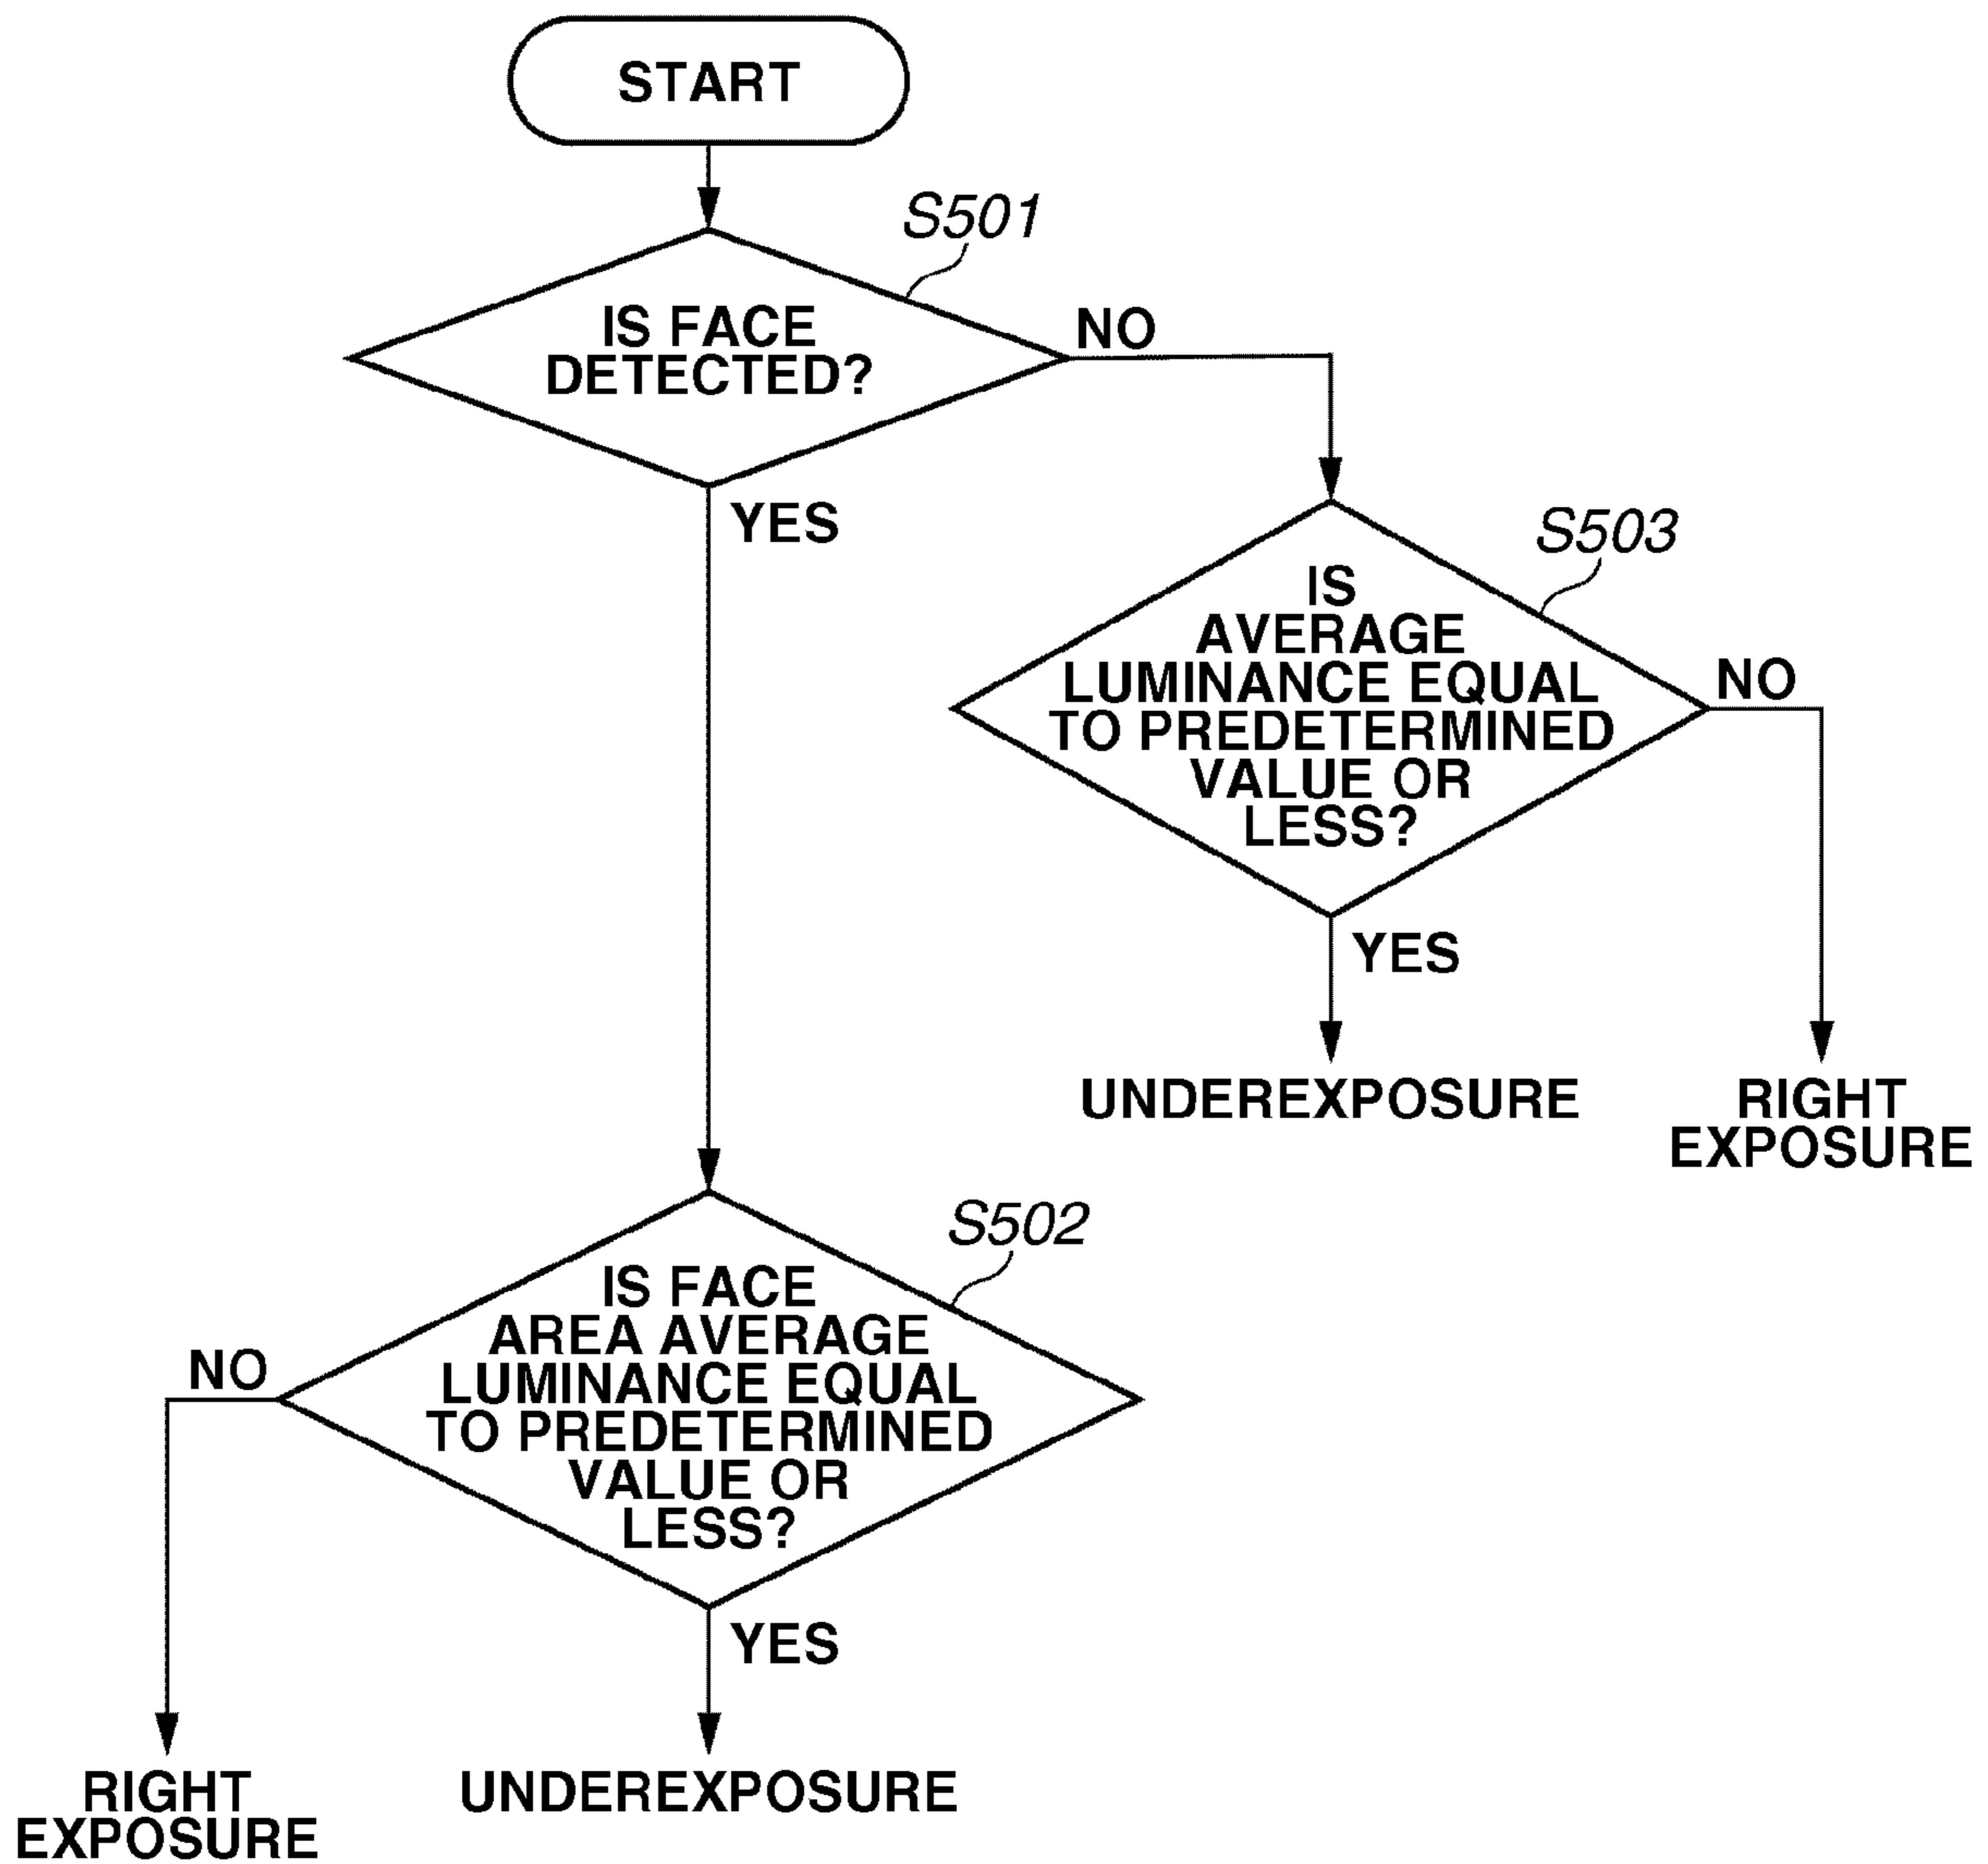 START
S501
IS FACE
DETECTED?
NO
YES
S503
IS
AVERAGE
LUMINANCE EQUAL
TO PREDETERMINED
VALUE OR
LESS?
NO
YES
UNDEREXPOSURE
RIGHT
EXPOSURE
S502
IS FACE
AREA AVERAGE
LUMINANCE EQUAL
TO PREDETERMINED
VALUE OR
LESS?
NO
YES
RIGHT
EXPOSURE
UNDEREXPOSURE